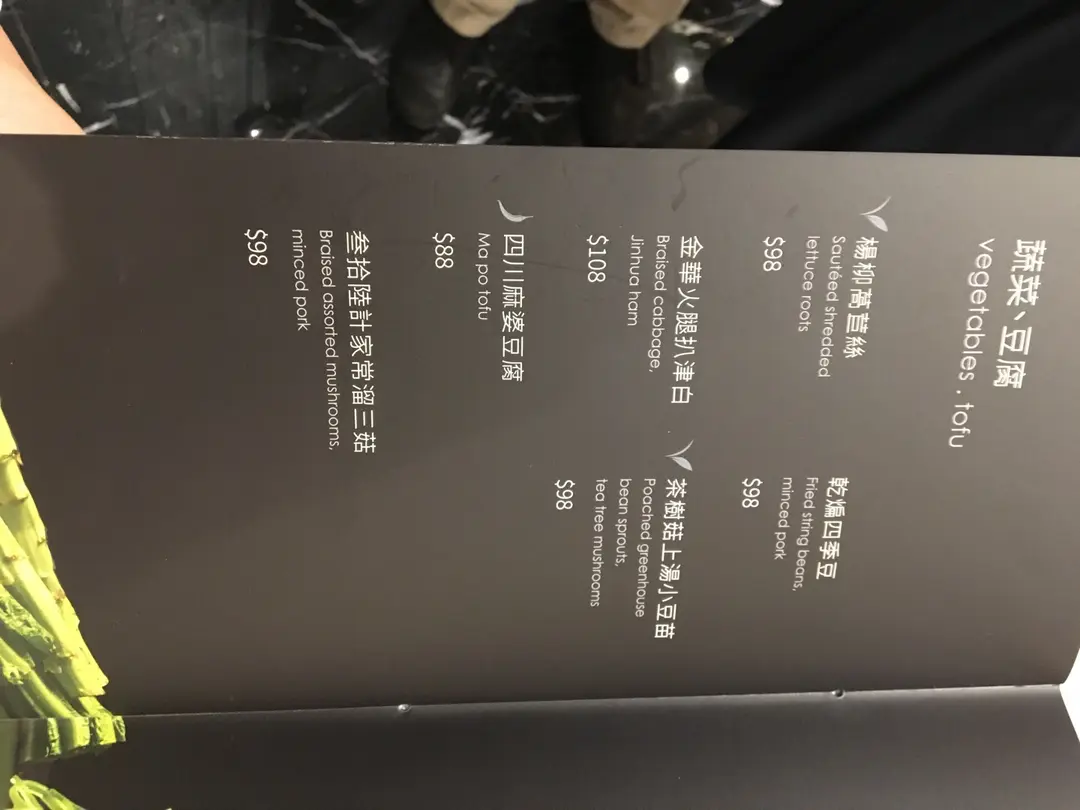 蔬菜、豆腐
vegetables . tofu
楊柳萵苣絲
Sautéed shredded
lettuce roots
$98
乾煸四季豆
Fried string beans,
minced pork
$98
金華火腿扒津白
Braised cabbage,
Jinhua ham
$108
茶樹菇上湯小豆苗
Poached greenhouse
bean sprouts,
tea tree mushrooms
$98
四川麻婆豆腐
Ma po tofu
$88
叁拾陸計家常溜三菇
Braised assorted mushrooms,
minced pork
$98